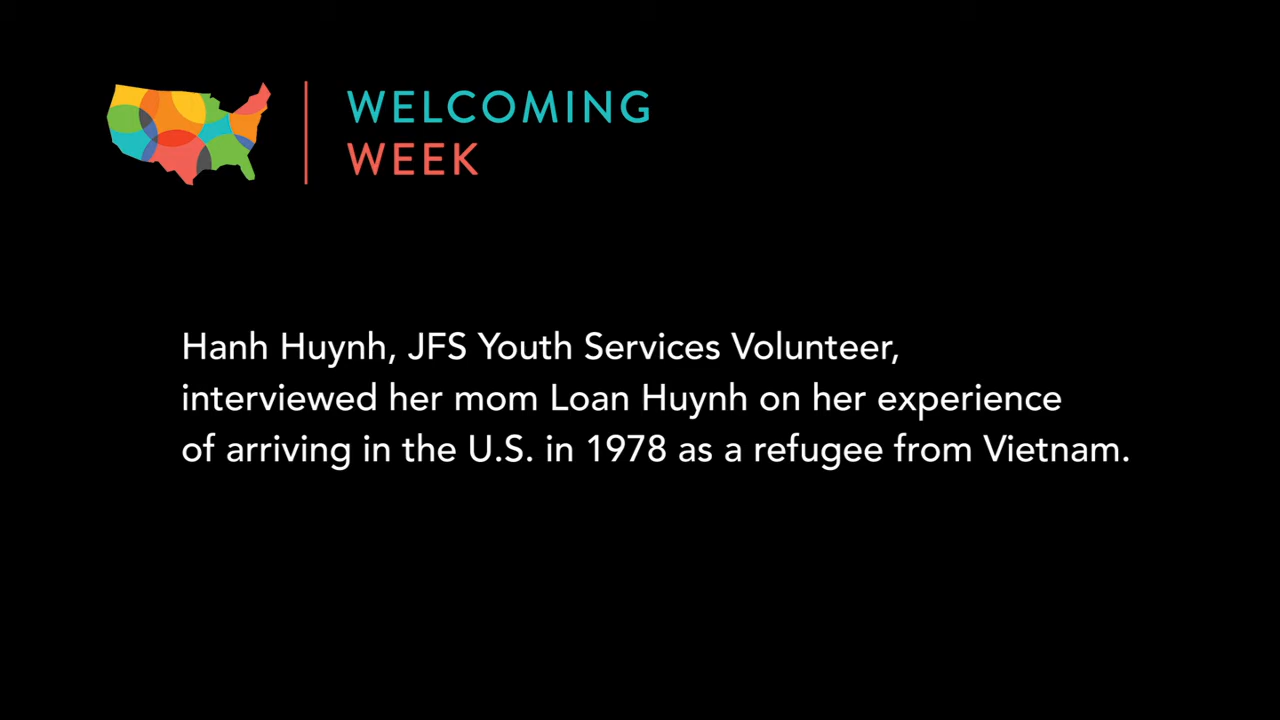 WELCOMING
WEEK
Hanh Huynh, JFS Youth Services Volunteer,
interviewed her mom Loan Huynh on her experience
of arriving in the U.S. in 1978 as a refugee from Vietnam.